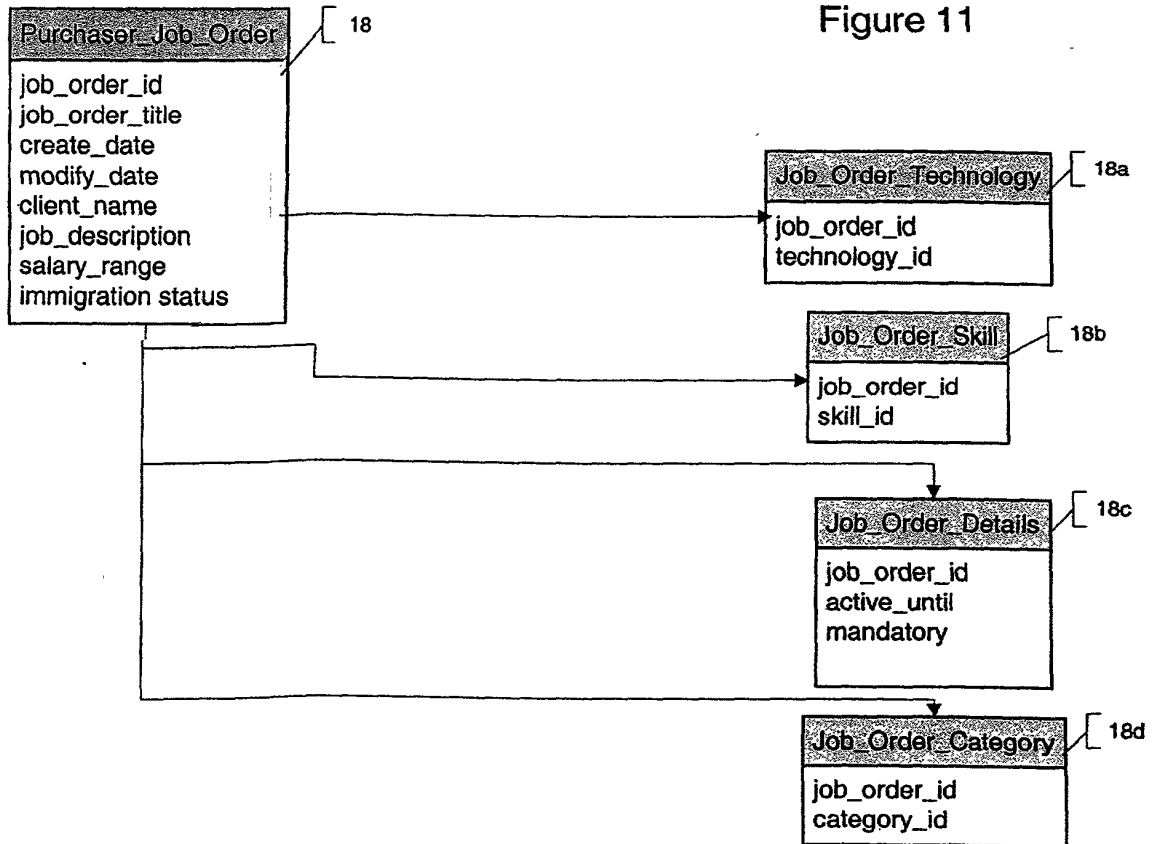 Figure 11
Purchaser_Job_Order
18
job_order_id
job_order_title
create_date
modify_date
client_name
job_description
salary_range
immigration status
Job_Order_Technology
18a
job_order_id
technology_id
Job_Order_Skill
18b
job_order_id
skill_id
Job_Order_Details
18c
job_order_id
active_until
mandatory
Job_Order_Category
18d
job_order_id
category_id